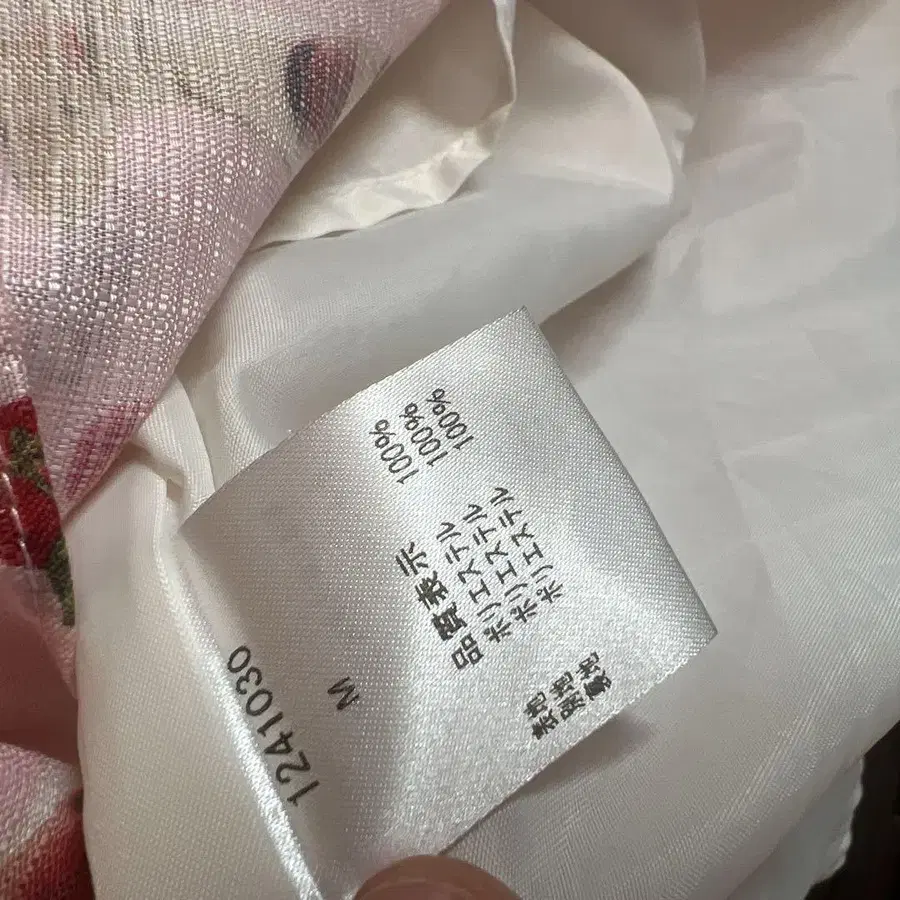 1241030
M
品質表示
表地 ポリエステル 100%
別地 ポリエステル 100%
裏地 ポリエステル 100%